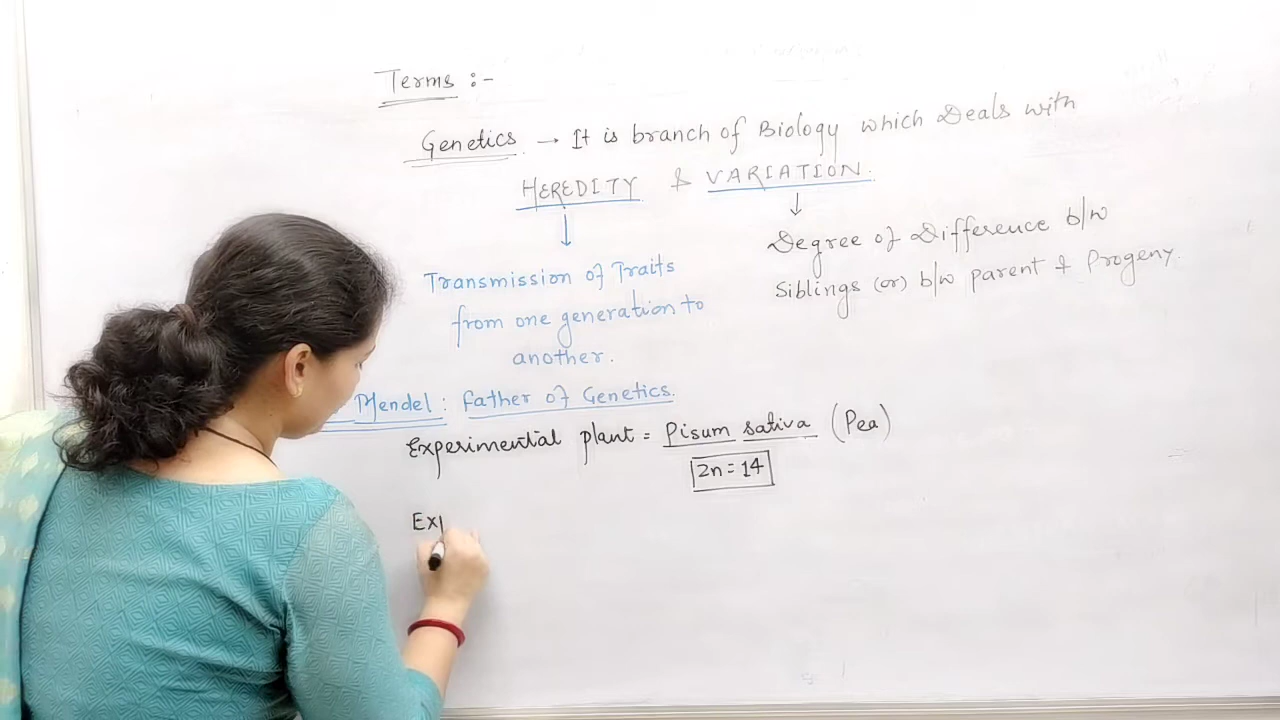 Terms :-
Genetics → It is branch of Biology which Deals with
HEREDITY & VARIATION.
↓ ↓
Transmission of Traits
from one generation to
another.
Degree of Difference b/w
Siblings (or) b/w parent & Progeny.
Mendel : Father of Genetics.
Experimental plant = Pisum sativa (Pea)
2n = 14
Exp